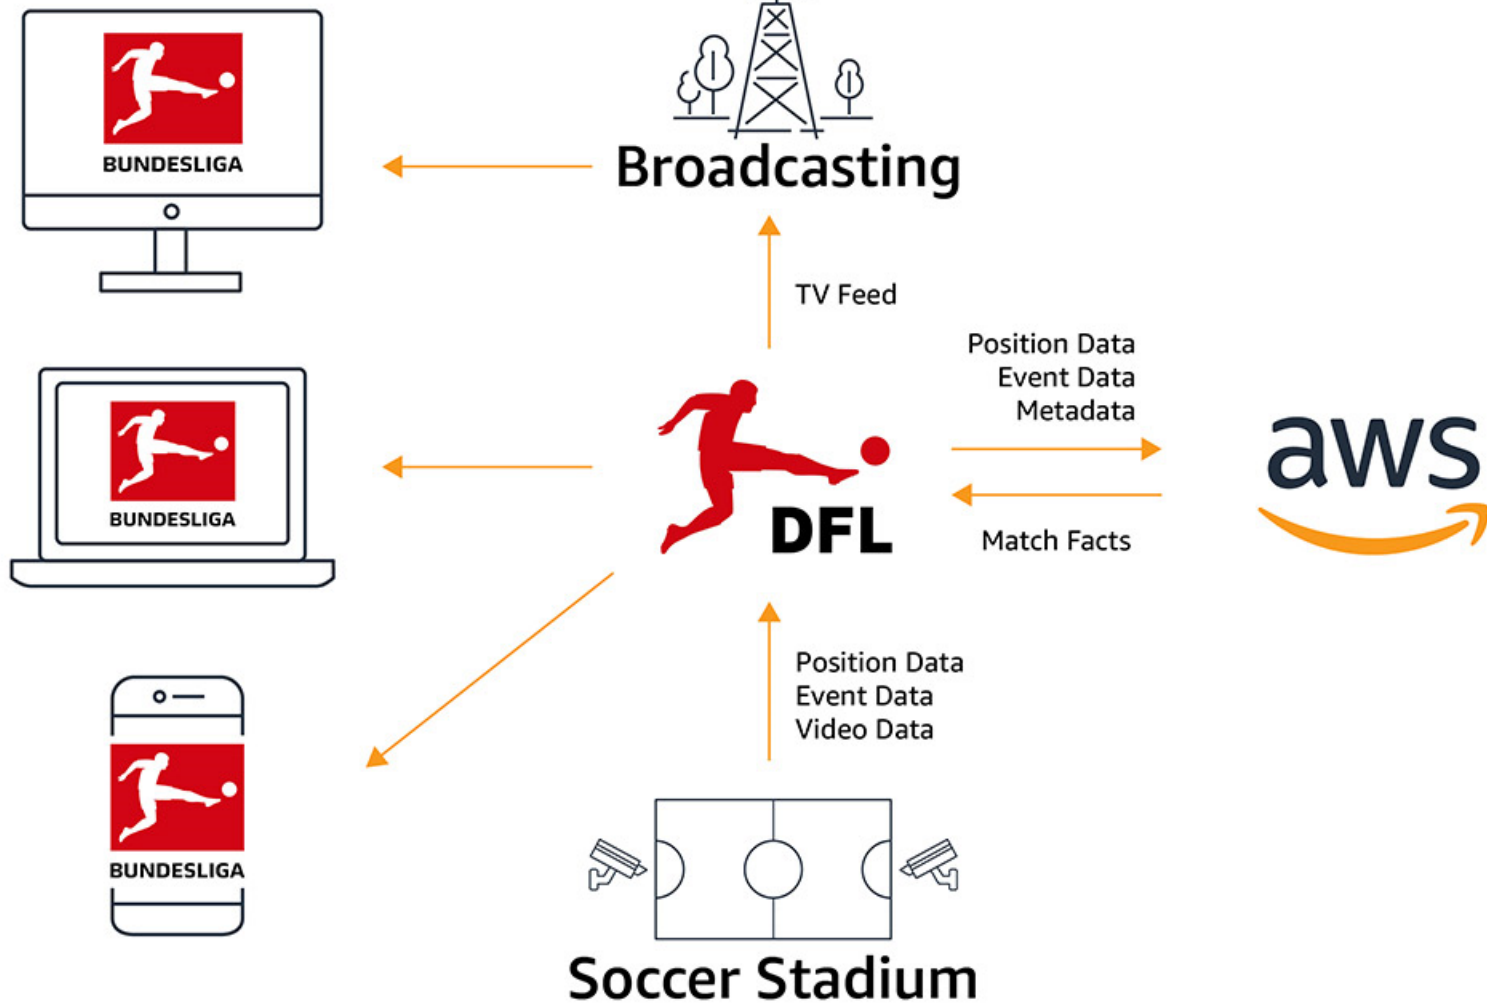 BUNDESLIGA
Broadcasting
TV Feed
Position Data
Event Data
Metadata
BUNDESLIGA
DFL
aws
Match Facts
Position Data
Event Data
Video Data
BUNDESLIGA
Soccer Stadium